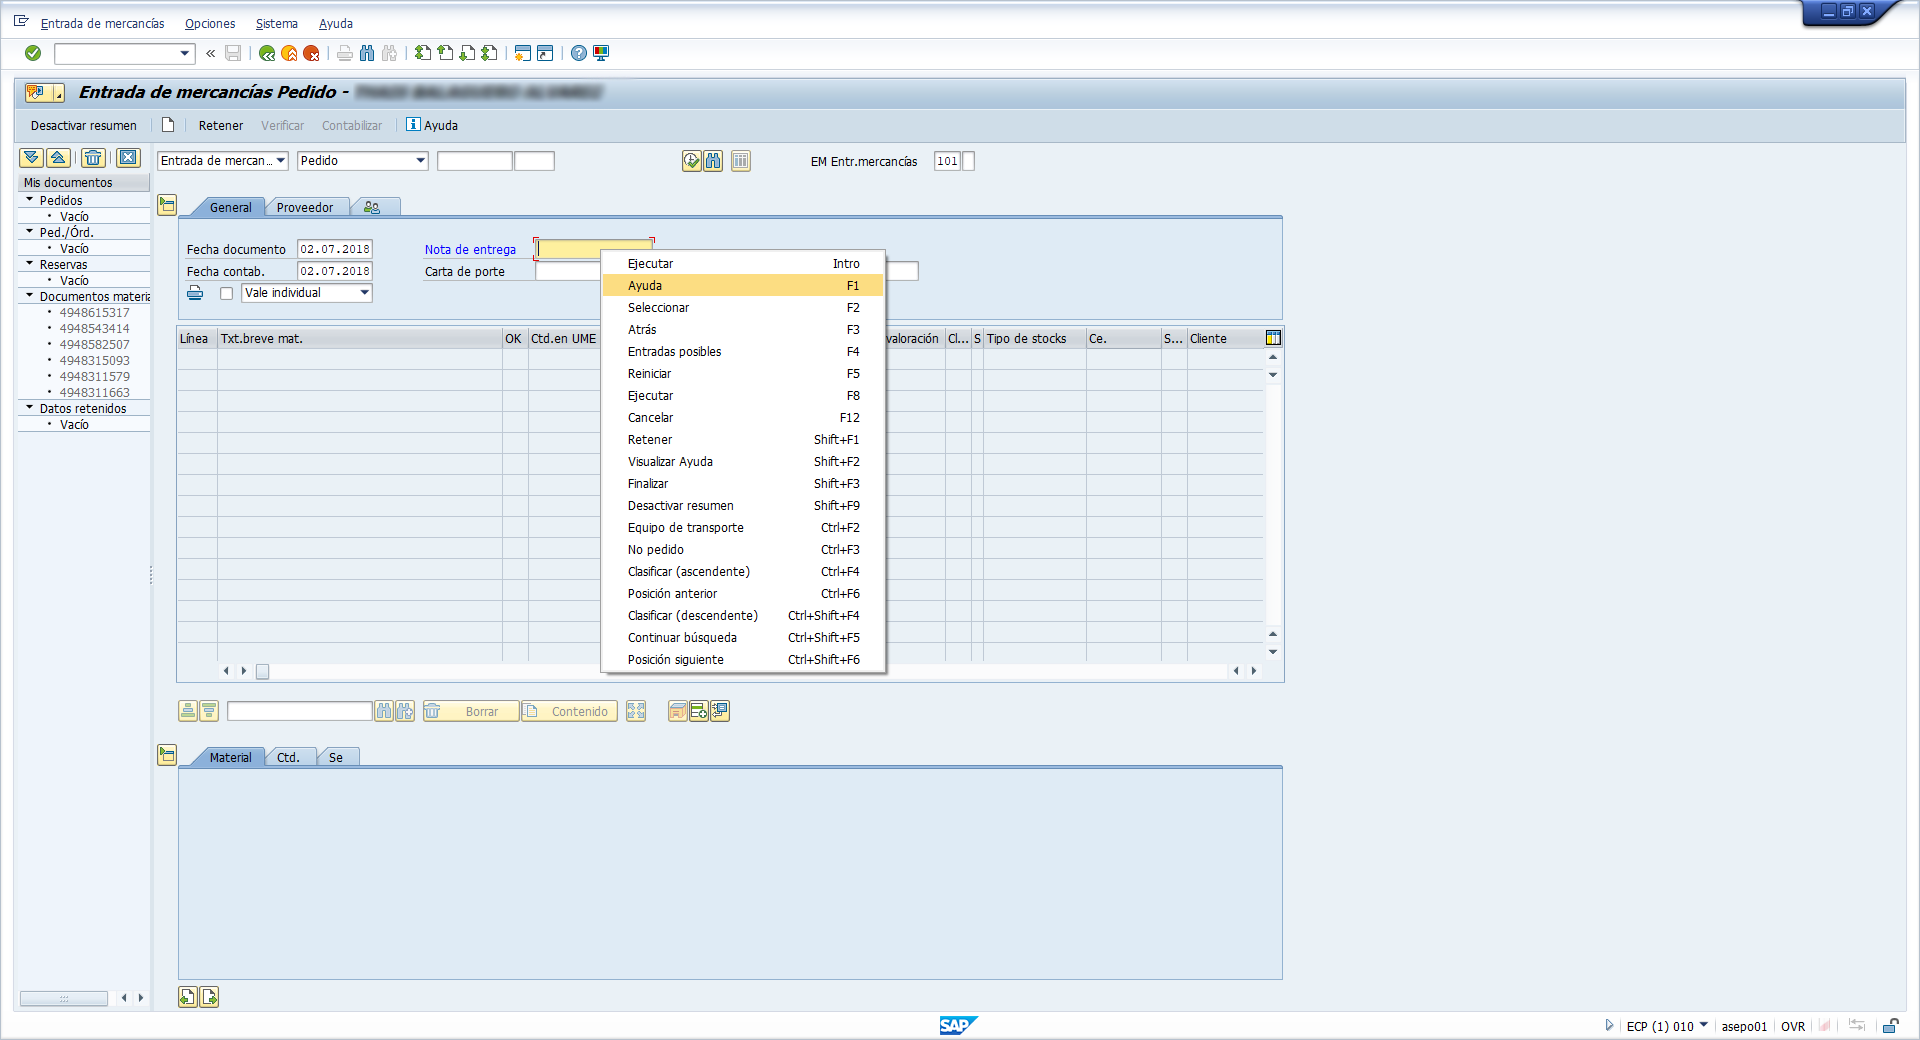 Entrada de mercancías Opciones Sistema Ayuda
Entrada de mercancías Pedido -
Desactivar resumen Retener Verificar Contabilizar Ayuda
Entrada de mercan... Pedido EM Entr.mercancías 101
Mis documentos
Pedidos
Vacío
Ped./Órd.
Vacío
Reservas
Vacío
Documentos materia
4948615317
4948543414
4948582507
4948315093
4948311579
4948311663
Datos retenidos
Vacío
General Proveedor
Fecha documento 02.07.2018 Nota de entrega
Fecha contab. 02.07.2018 Carta de porte
Vale individual
Línea Txt.breve mat. OK Ctd.en UME valoración Cl... S Tipo de stocks Ce. S... Cliente
Ejecutar Intro
Ayuda F1
Seleccionar F2
Atrás F3
Entradas posibles F4
Reiniciar F5
Ejecutar F8
Cancelar F12
Retener Shift+F1
Visualizar Ayuda Shift+F2
Finalizar Shift+F3
Desactivar resumen Shift+F9
Equipo de transporte Ctrl+F2
No pedido Ctrl+F3
Clasificar (ascendente) Ctrl+F4
Posición anterior Ctrl+F6
Clasificar (descendente) Ctrl+Shift+F4
Continuar búsqueda Ctrl+Shift+F5
Posición siguiente Ctrl+Shift+F6
Borrar Contenido
Material Ctd. Se
SAP ECP (1) 010 asepo01 OVR